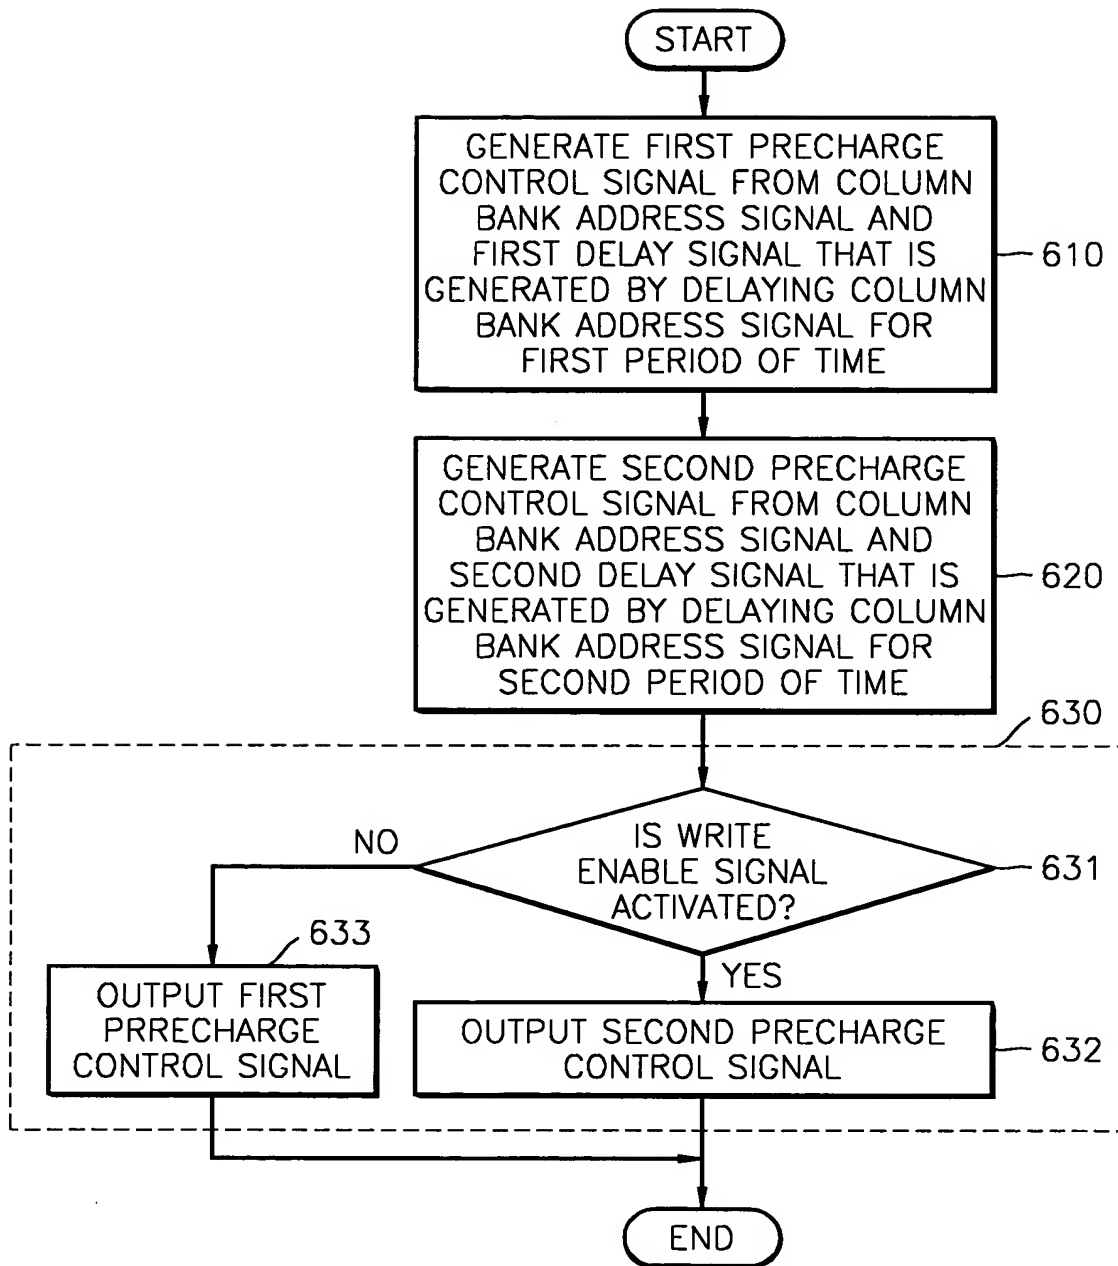 START
GENERATE FIRST PRECHARGE
CONTROL SIGNAL FROM COLUMN
BANK ADDRESS SIGNAL AND
FIRST DELAY SIGNAL THAT IS
GENERATED BY DELAYING COLUMN
BANK ADDRESS SIGNAL FOR
FIRST PERIOD OF TIME
610
GENERATE SECOND PRECHARGE
CONTROL SIGNAL FROM COLUMN
BANK ADDRESS SIGNAL AND
SECOND DELAY SIGNAL THAT IS
GENERATED BY DELAYING COLUMN
BANK ADDRESS SIGNAL FOR
SECOND PERIOD OF TIME
620
630
IS WRITE
ENABLE SIGNAL
ACTIVATED?
631
NO
YES
633
OUTPUT FIRST
PRRECHARGE
CONTROL SIGNAL
OUTPUT SECOND PRECHARGE
CONTROL SIGNAL
632
END